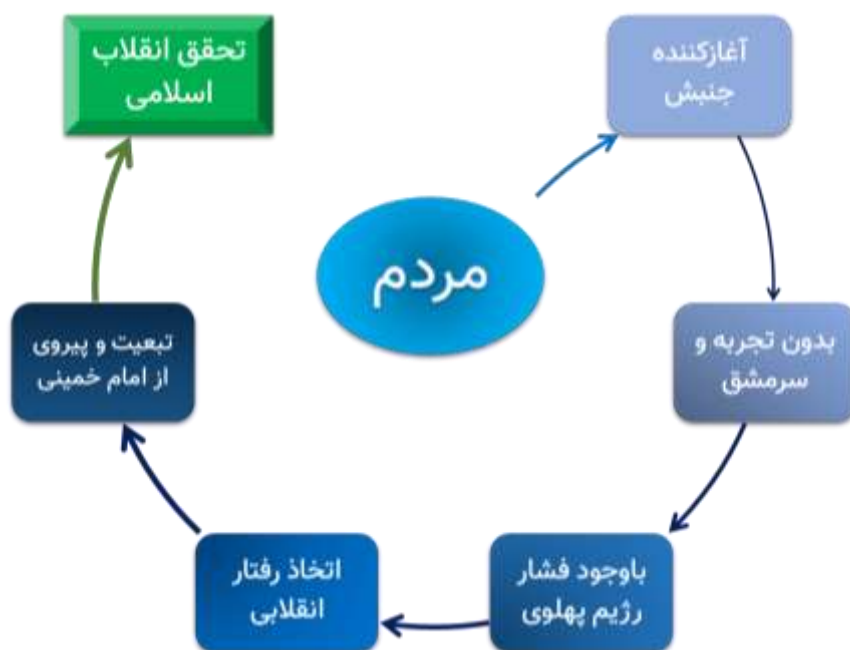 مردم
آغازکننده
جنبش
بدون تجربه و
سرمشق
باوجود فشار
رژیم پهلوی
اتخاذ رفتار
انقلابی
تبعیت و پیروی
از امام خمینی
تحقق انقلاب
اسلامی